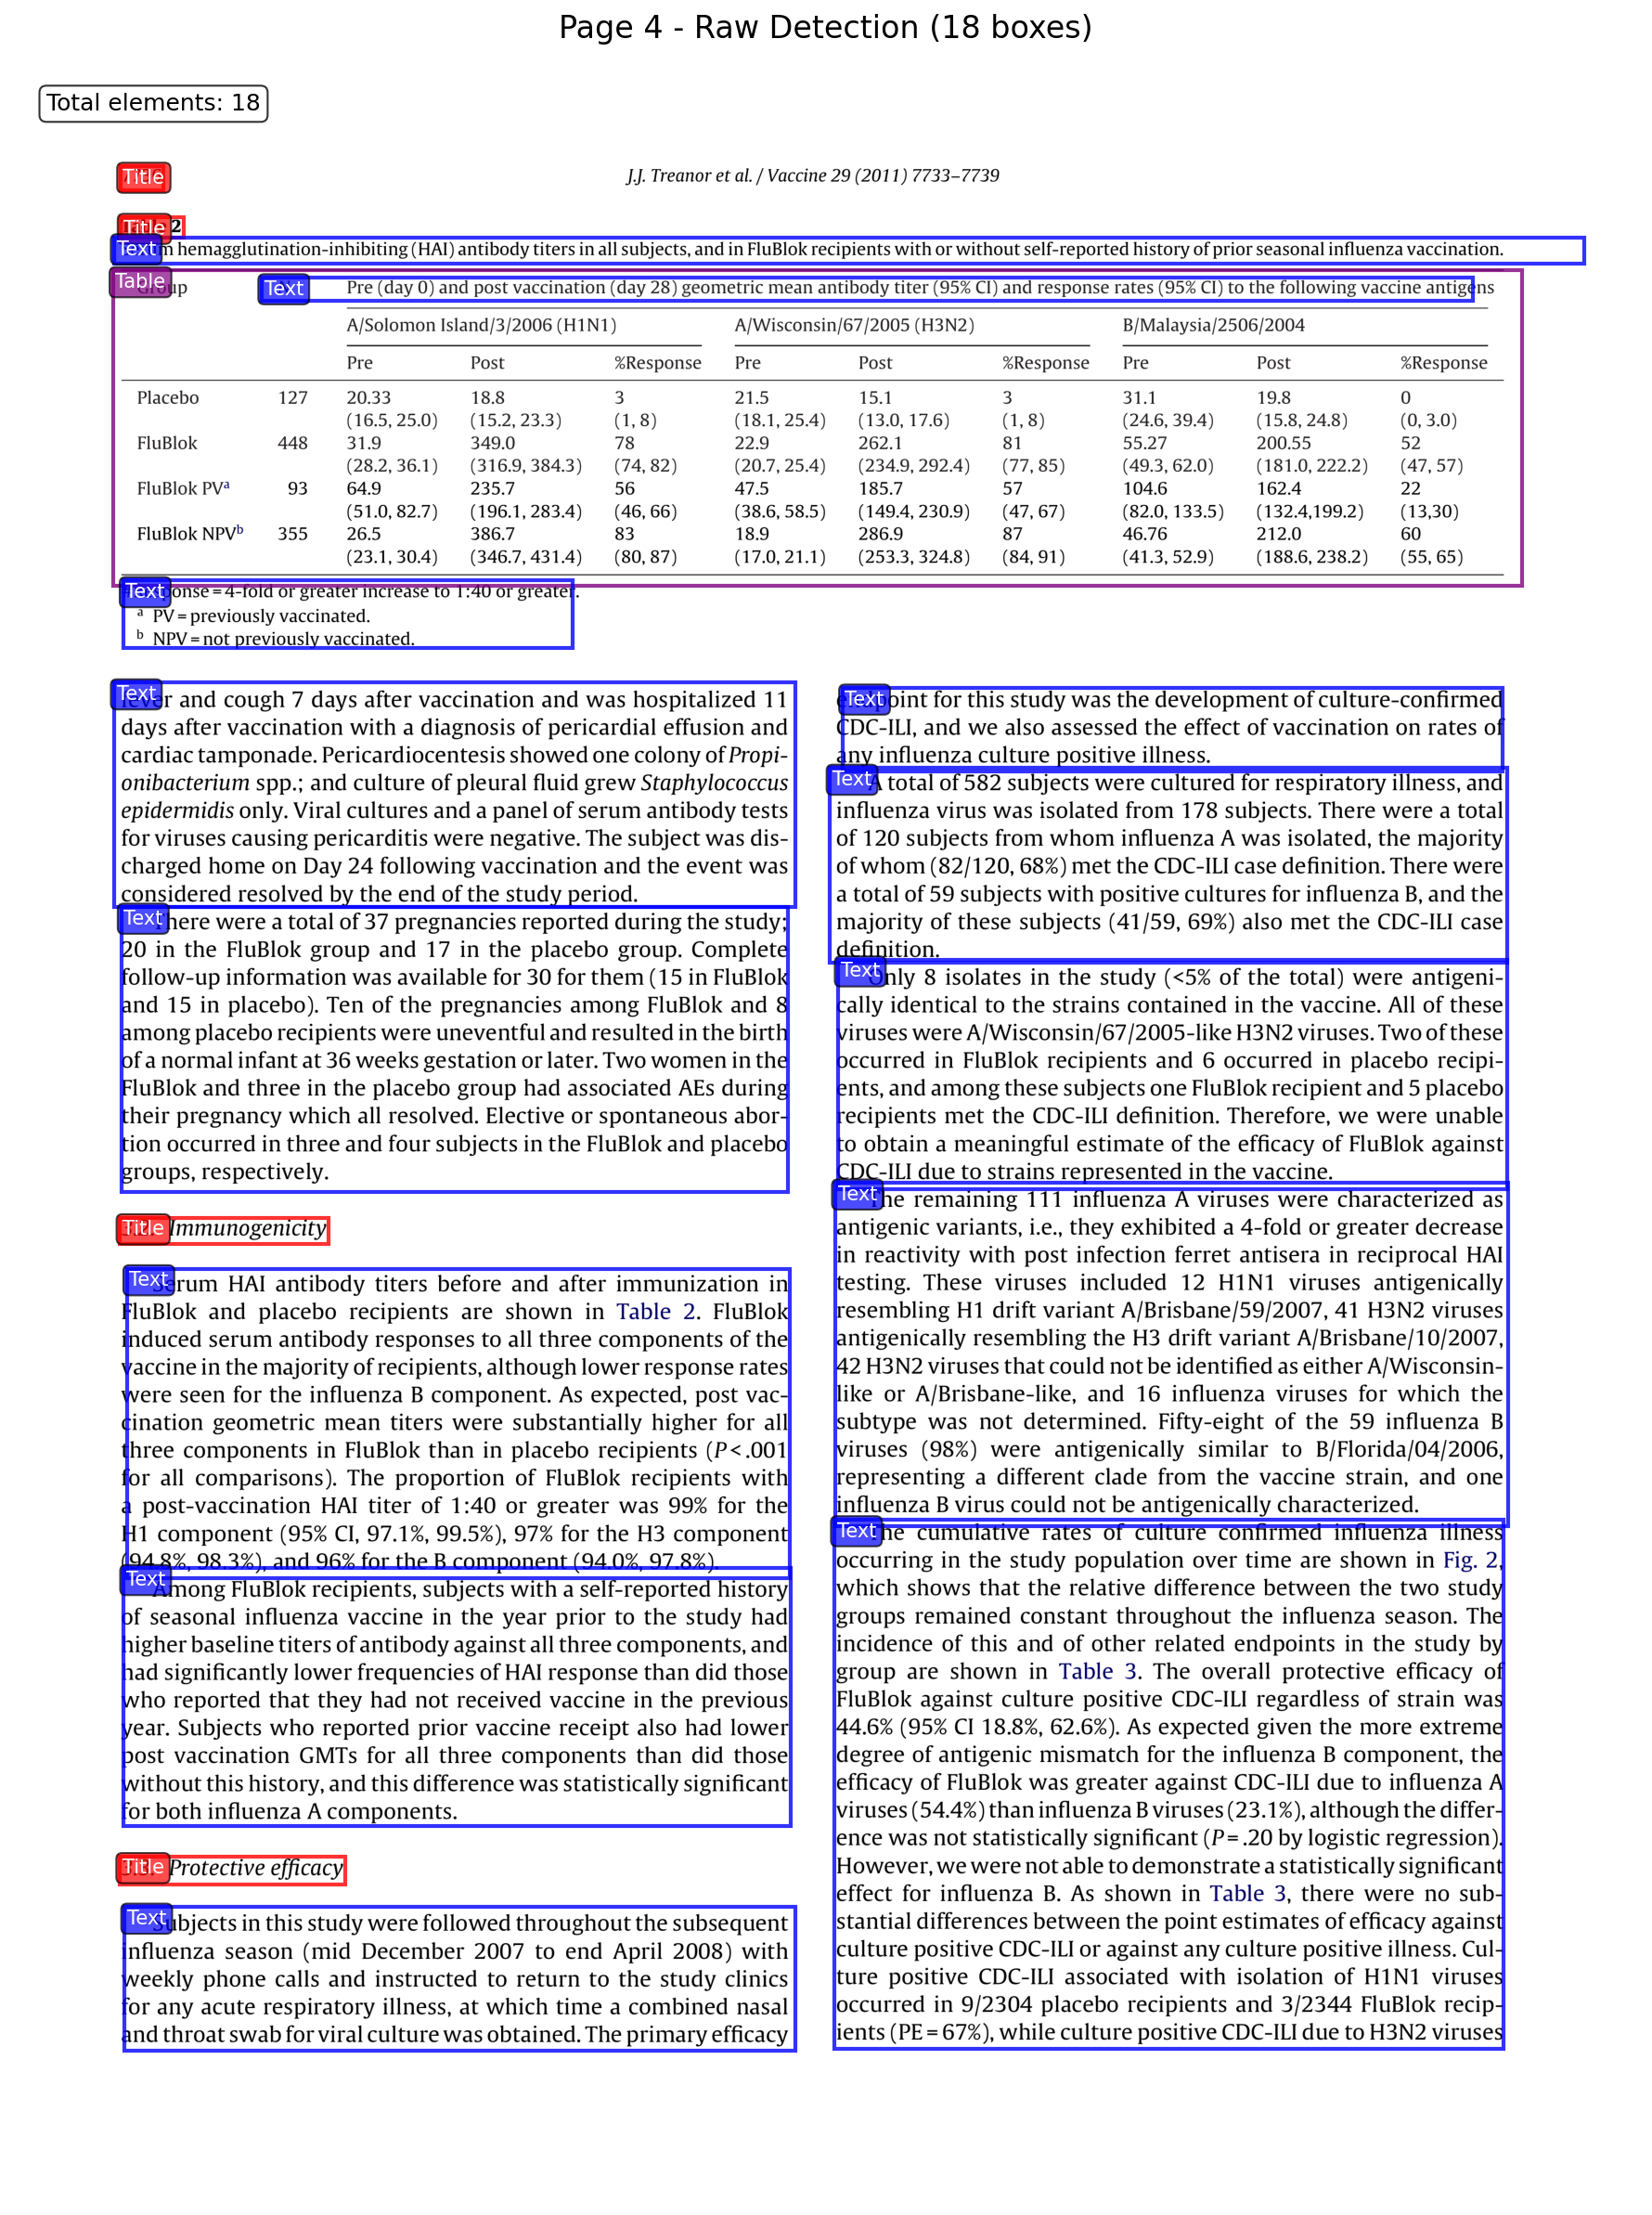 Page 4 - Raw Detection (18 boxes)
Total elements: 18
Title
J.J. Treanor et al. / Vaccine 29 (2011) 7733–7739
Title 2
Text hemagglutination-inhibiting (HAI) antibody titers in all subjects, and in FluBlok recipients with or without self-reported history of prior seasonal influenza vaccination.
Table
Group Text Pre (day 0) and post vaccination (day 28) geometric mean antibody titer (95% CI) and response rates (95% CI) to the following vaccine antigens
A/Solomon Island/3/2006 (H1N1) A/Wisconsin/67/2005 (H3N2) B/Malaysia/2506/2004
Pre Post %Response Pre Post %Response Pre Post %Response
Placebo 127 20.33 18.8 3 21.5 15.1 3 31.1 19.8 0
(16.5, 25.0) (15.2, 23.3) (1, 8) (18.1, 25.4) (13.0, 17.6) (1, 8) (24.6, 39.4) (15.8, 24.8) (0, 3.0)
FluBlok 448 31.9 349.0 78 22.9 262.1 81 55.27 200.55 52
(28.2, 36.1) (316.9, 384.3) (74, 82) (20.7, 25.4) (234.9, 292.4) (77, 85) (49.3, 62.0) (181.0, 222.2) (47, 57)
FluBlok PVa 93 64.9 235.7 56 47.5 185.7 57 104.6 162.4 22
(51.0, 82.7) (196.1, 283.4) (46, 66) (38.6, 58.5) (149.4, 230.9) (47, 67) (82.0, 133.5) (132.4,199.2) (13,30)
FluBlok NPVb 355 26.5 386.7 83 18.9 286.9 87 46.76 212.0 60
(23.1, 30.4) (346.7, 431.4) (80, 87) (17.0, 21.1) (253.3, 324.8) (84, 91) (41.3, 52.9) (188.6, 238.2) (55, 65)
Text = 4-fold or greater increase to 1:40 or greater.
a PV = previously vaccinated.
b NPV = not previously vaccinated.
Text fever and cough 7 days after vaccination and was hospitalized 11
days after vaccination with a diagnosis of pericardial effusion and
cardiac tamponade. Pericardiocentesis showed one colony of Propi-
onibacterium spp.; and culture of pleural fluid grew Staphylococcus
epidermidis only. Viral cultures and a panel of serum antibody tests
for viruses causing pericarditis were negative. The subject was dis-
charged home on Day 24 following vaccination and the event was
considered resolved by the end of the study period.
Text There were a total of 37 pregnancies reported during the study;
20 in the FluBlok group and 17 in the placebo group. Complete
follow-up information was available for 30 for them (15 in FluBlok
and 15 in placebo). Ten of the pregnancies among FluBlok and 8
among placebo recipients were uneventful and resulted in the birth
of a normal infant at 36 weeks gestation or later. Two women in the
FluBlok and three in the placebo group had associated AEs during
their pregnancy which all resolved. Elective or spontaneous abor-
tion occurred in three and four subjects in the FluBlok and placebo
groups, respectively.
Title Immunogenicity
Text Serum HAI antibody titers before and after immunization in
FluBlok and placebo recipients are shown in Table 2. FluBlok
induced serum antibody responses to all three components of the
vaccine in the majority of recipients, although lower response rates
were seen for the influenza B component. As expected, post vac-
cination geometric mean titers were substantially higher for all
three components in FluBlok than in placebo recipients (P < .001
for all comparisons). The proportion of FluBlok recipients with
a post-vaccination HAI titer of 1:40 or greater was 99% for the
H1 component (95% CI, 97.1%, 99.5%), 97% for the H3 component
(94.8%, 98.3%), and 96% for the B component (94.0%, 97.8%).
Text Among FluBlok recipients, subjects with a self-reported history
of seasonal influenza vaccine in the year prior to the study had
higher baseline titers of antibody against all three components, and
had significantly lower frequencies of HAI response than did those
who reported that they had not received vaccine in the previous
year. Subjects who reported prior vaccine receipt also had lower
post vaccination GMTs for all three components than did those
without this history, and this difference was statistically significant
for both influenza A components.
Title Protective efficacy
Text Subjects in this study were followed throughout the subsequent
influenza season (mid December 2007 to end April 2008) with
weekly phone calls and instructed to return to the study clinics
for any acute respiratory illness, at which time a combined nasal
and throat swab for viral culture was obtained. The primary efficacy
Text endpoint for this study was the development of culture-confirmed
CDC-ILI, and we also assessed the effect of vaccination on rates of
any influenza culture positive illness.
Text A total of 582 subjects were cultured for respiratory illness, and
influenza virus was isolated from 178 subjects. There were a total
of 120 subjects from whom influenza A was isolated, the majority
of whom (82/120, 68%) met the CDC-ILI case definition. There were
a total of 59 subjects with positive cultures for influenza B, and the
majority of these subjects (41/59, 69%) also met the CDC-ILI case
definition.
Text Only 8 isolates in the study (<5% of the total) were antigeni-
cally identical to the strains contained in the vaccine. All of these
viruses were A/Wisconsin/67/2005-like H3N2 viruses. Two of these
occurred in FluBlok recipients and 6 occurred in placebo recipi-
ents, and among these subjects one FluBlok recipient and 5 placebo
recipients met the CDC-ILI definition. Therefore, we were unable
to obtain a meaningful estimate of the efficacy of FluBlok against
CDC-ILI due to strains represented in the vaccine.
Text The remaining 111 influenza A viruses were characterized as
antigenic variants, i.e., they exhibited a 4-fold or greater decrease
in reactivity with post infection ferret antisera in reciprocal HAI
testing. These viruses included 12 H1N1 viruses antigenically
resembling H1 drift variant A/Brisbane/59/2007, 41 H3N2 viruses
antigenically resembling the H3 drift variant A/Brisbane/10/2007,
42 H3N2 viruses that could not be identified as either A/Wisconsin-
like or A/Brisbane-like, and 16 influenza viruses for which the
subtype was not determined. Fifty-eight of the 59 influenza B
viruses (98%) were antigenically similar to B/Florida/04/2006,
representing a different clade from the vaccine strain, and one
influenza B virus could not be antigenically characterized.
Text The cumulative rates of culture confirmed influenza illness
occurring in the study population over time are shown in Fig. 2,
which shows that the relative difference between the two study
groups remained constant throughout the influenza season. The
incidence of this and of other related endpoints in the study by
group are shown in Table 3. The overall protective efficacy of
FluBlok against culture positive CDC-ILI regardless of strain was
44.6% (95% CI 18.8%, 62.6%). As expected given the more extreme
degree of antigenic mismatch for the influenza B component, the
efficacy of FluBlok was greater against CDC-ILI due to influenza A
viruses (54.4%) than influenza B viruses (23.1%), although the differ-
ence was not statistically significant (P = .20 by logistic regression).
However, we were not able to demonstrate a statistically significant
effect for influenza B. As shown in Table 3, there were no sub-
stantial differences between the point estimates of efficacy against
culture positive CDC-ILI or against any culture positive illness. Cul-
ture positive CDC-ILI associated with isolation of H1N1 viruses
occurred in 9/2304 placebo recipients and 3/2344 FluBlok recip-
ients (PE = 67%), while culture positive CDC-ILI due to H3N2 viruses